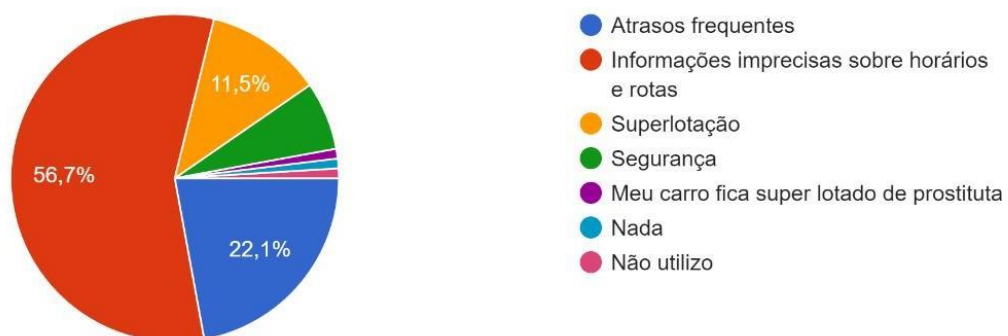 11,5%
56,7%
22,1%
Atrasos frequentes
Informações imprecisas sobre horários
e rotas
Superlotação
Segurança
Meu carro fica super lotado de prostituta
Nada
Não utilizo